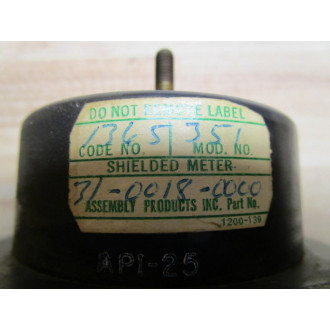 DO NOT REMOVE LABEL
1365 351
CODE NO. MOD. NO.
SHIELDED METER
31-0018-0000
ASSEMBLY PRODUCTS INC. Part No.
1200-138
API-25